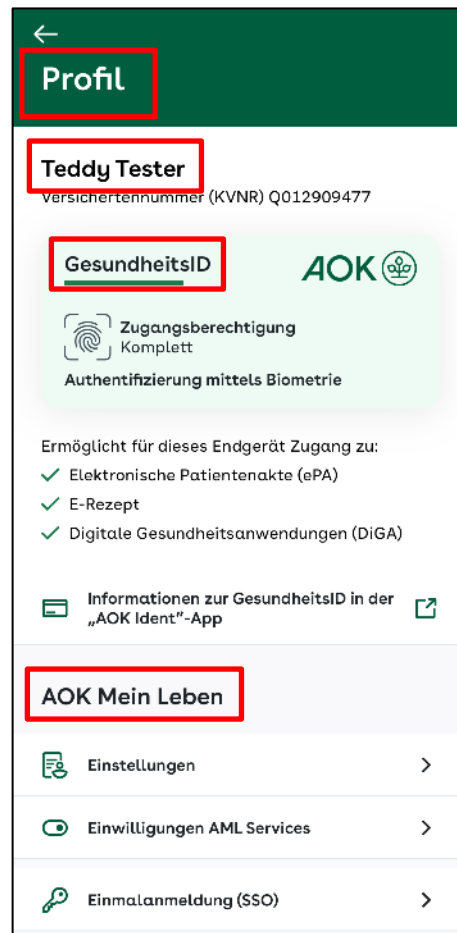 Profil
Teddy Tester
Versichertennummer (KVNR) Q012909477
GesundheitsID
AOK
Zugangsberechtigung
Komplett
Authentifizierung mittels Biometrie
Ermöglicht für dieses Endgerät Zugang zu:
Elektronische Patientenakte (ePA)
E-Rezept
Digitale Gesundheitsanwendungen (DiGA)
Informationen zur GesundheitsID in der
„AOK Ident"-App
AOK Mein Leben
Einstellungen
Einwilligungen AML Services
Einmalanmeldung (SSO)